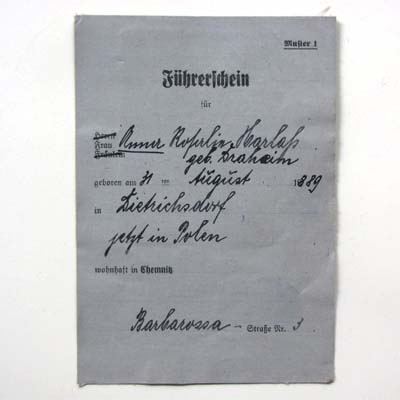 Muster 1
Führerschein
für
Herrn
Frau Anna Rosalie Harlaß
Fräulein geb. Draheim
geboren am 31 ten August 1889
in Dietrichsdorf
jetzt in Polen
wohnhaft in Chemnitz
Barbarossa - Straße Nr. 3